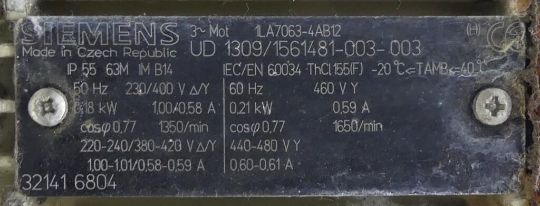 SIEMENS 3~ Mot 1LA7063-4AB12 (H) CE
Made in Czech Republic UD 1309/1561481-003-003
IP 55 63M IM B14 IEC/EN 60034 ThCl 155(F) -20°C<=TAMB<=40°C
50 Hz 230/400 V Δ/Y 60 Hz 460 V Y
0,18 kW 1,00/0,58 A 0,21 kW 0,59 A
cosφ 0,77 1350/min cosφ 0,77 1650/min
220-240/380-420 V Δ/Y 440-480 V Y
1,00-1,01/0,58-0,59 A 0,60-0,61 A
32141 6804